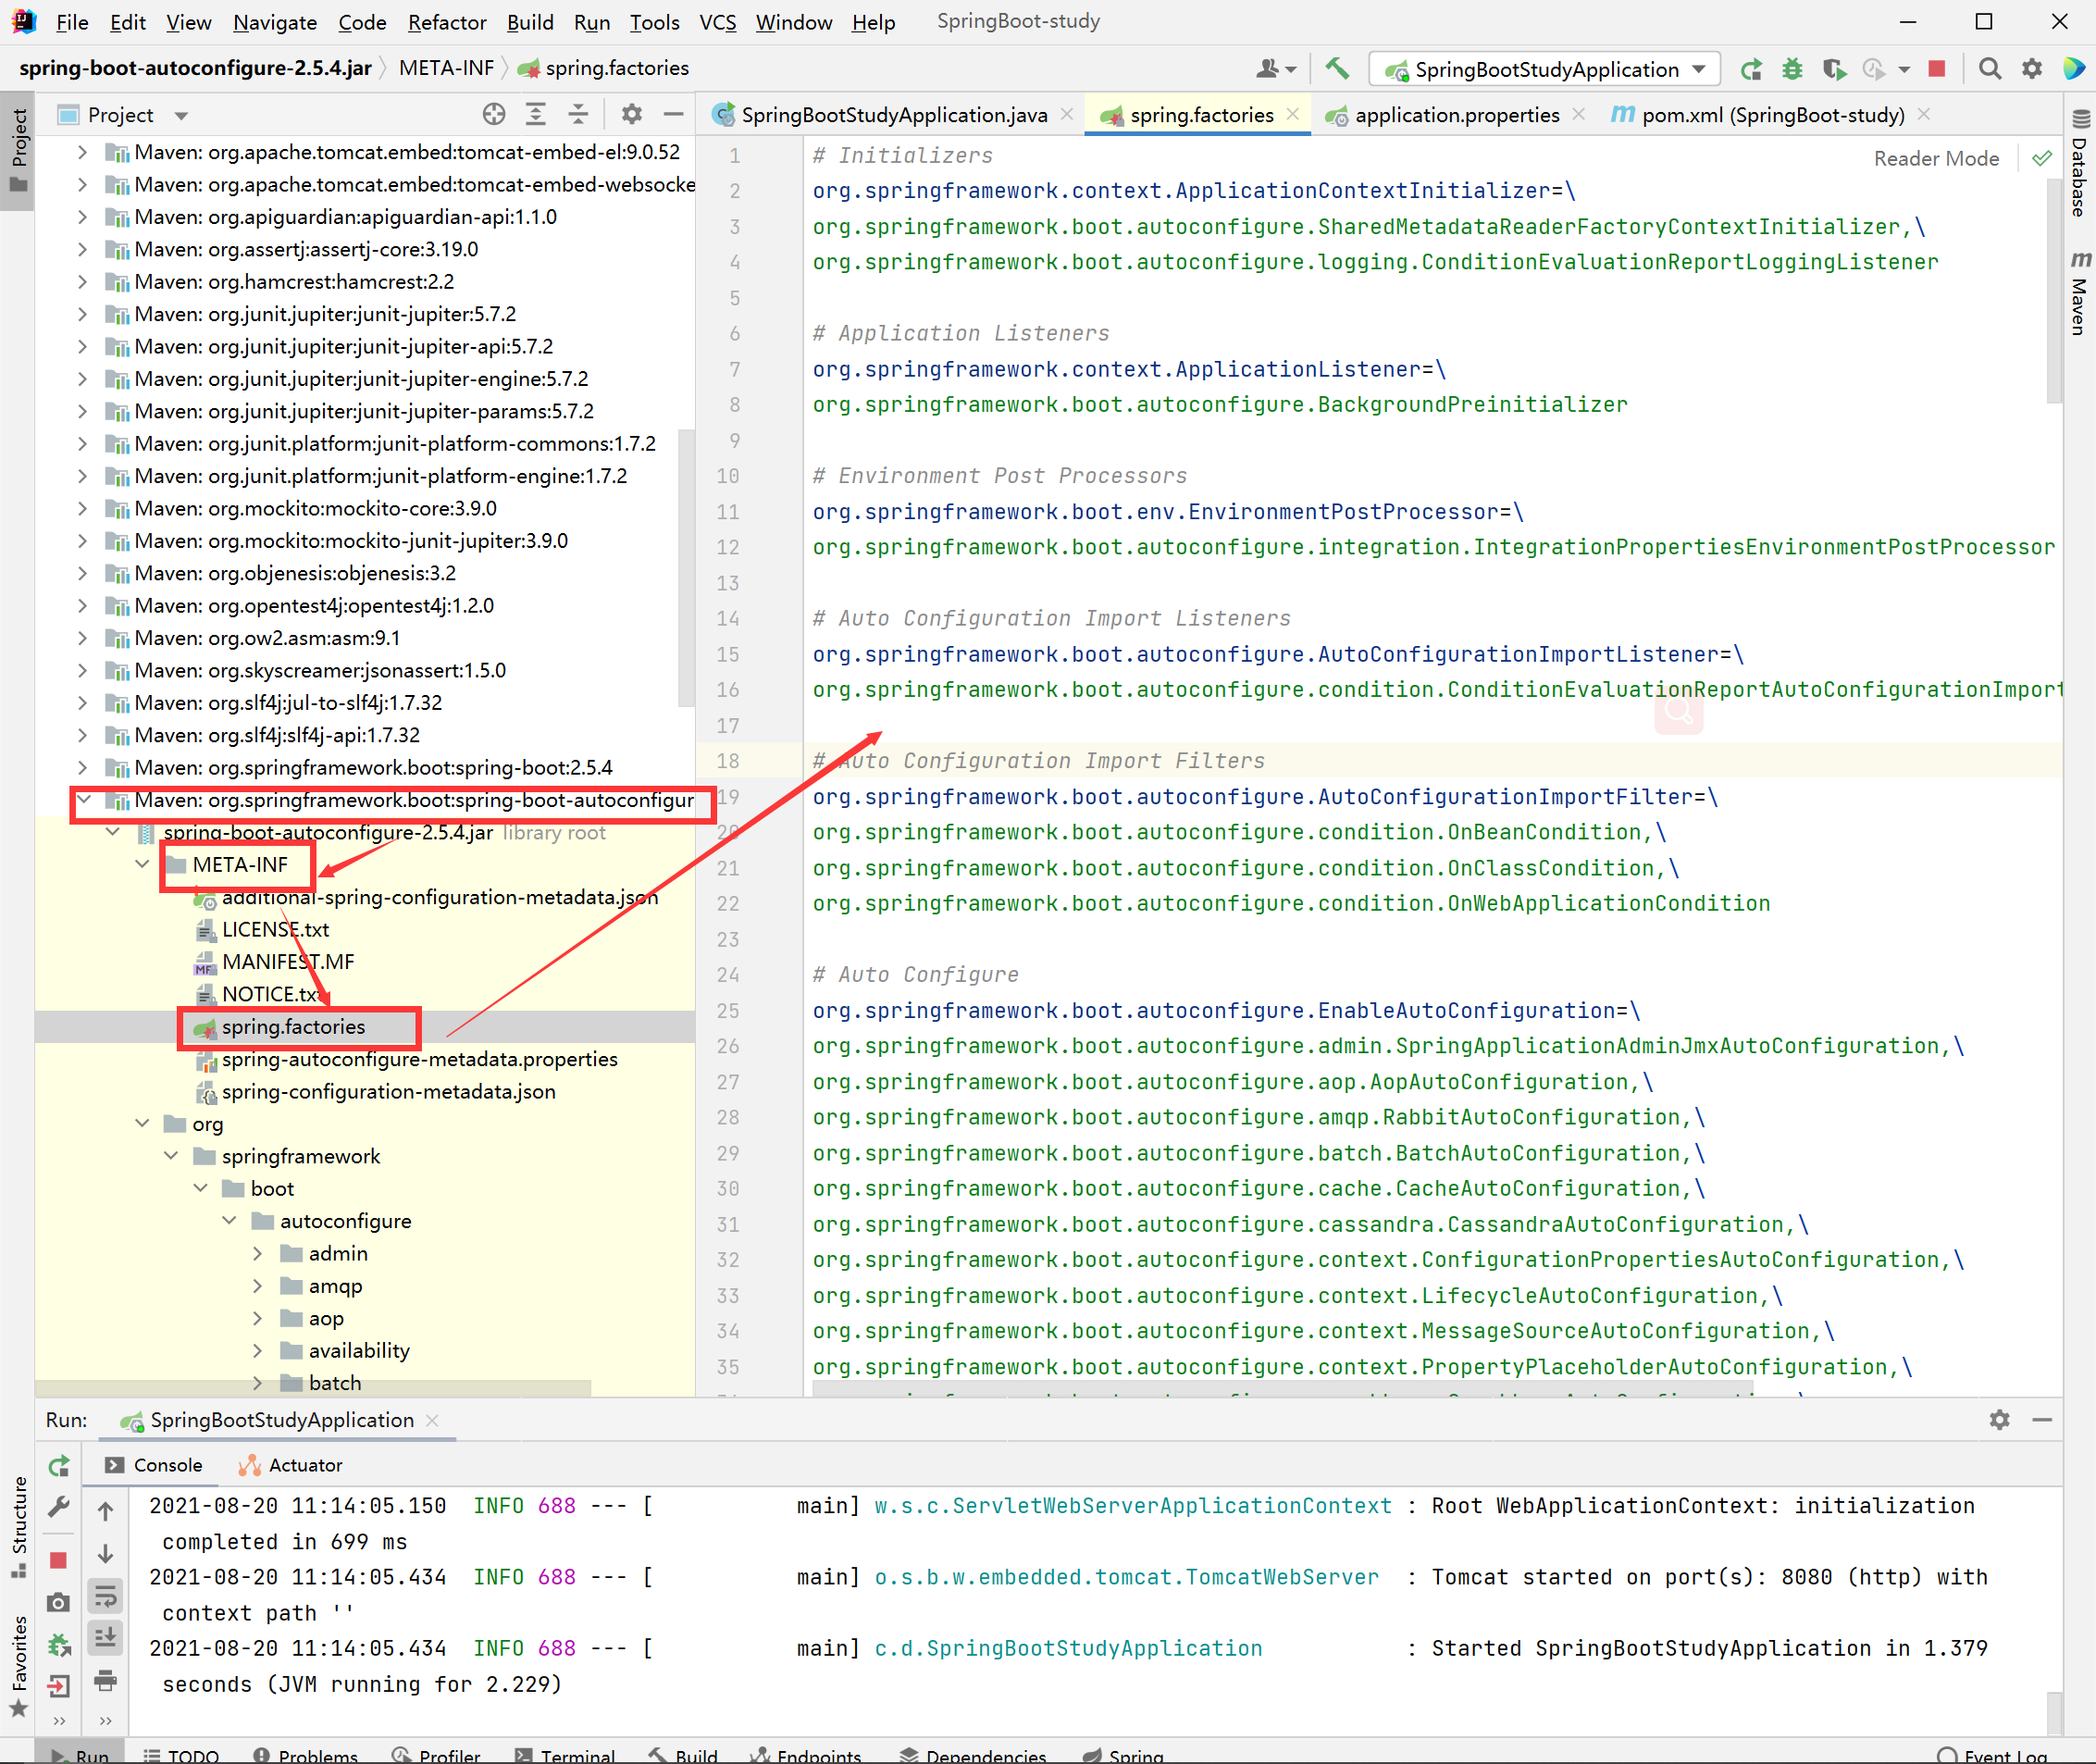 File Edit View Navigate Code Refactor Build Run Tools VCS Window Help SpringBoot-study
spring-boot-autoconfigure-2.5.4.jar META-INF spring.factories SpringBootStudyApplication
Project
Project
SpringBootStudyApplication.java spring.factories application.properties pom.xml (SpringBoot-study)
Database
Maven
Reader Mode
Maven: org.apache.tomcat.embed:tomcat-embed-el:9.0.52
Maven: org.apache.tomcat.embed:tomcat-embed-websocke
Maven: org.apiguardian:apiguardian-api:1.1.0
Maven: org.assertj:assertj-core:3.19.0
Maven: org.hamcrest:hamcrest:2.2
Maven: org.junit.jupiter:junit-jupiter:5.7.2
Maven: org.junit.jupiter:junit-jupiter-api:5.7.2
Maven: org.junit.jupiter:junit-jupiter-engine:5.7.2
Maven: org.junit.jupiter:junit-jupiter-params:5.7.2
Maven: org.junit.platform:junit-platform-commons:1.7.2
Maven: org.junit.platform:junit-platform-engine:1.7.2
Maven: org.mockito:mockito-core:3.9.0
Maven: org.mockito:mockito-junit-jupiter:3.9.0
Maven: org.objenesis:objenesis:3.2
Maven: org.opentest4j:opentest4j:1.2.0
Maven: org.ow2.asm:asm:9.1
Maven: org.skyscreamer:jsonassert:1.5.0
Maven: org.slf4j:jul-to-slf4j:1.7.32
Maven: org.slf4j:slf4j-api:1.7.32
Maven: org.springframework.boot:spring-boot:2.5.4
Maven: org.springframework.boot:spring-boot-autoconfigur
spring-boot-autoconfigure-2.5.4.jar library root
META-INF
additional-spring-configuration-metadata.json
LICENSE.txt
MANIFEST.MF
NOTICE.txt
spring.factories
spring-autoconfigure-metadata.properties
spring-configuration-metadata.json
org
springframework
boot
autoconfigure
admin
amqp
aop
availability
batch
1 # Initializers
2 org.springframework.context.ApplicationContextInitializer=\
3 org.springframework.boot.autoconfigure.SharedMetadataReaderFactoryContextInitializer,\
4 org.springframework.boot.autoconfigure.logging.ConditionEvaluationReportLoggingListener
5
6 # Application Listeners
7 org.springframework.context.ApplicationListener=\
8 org.springframework.boot.autoconfigure.BackgroundPreinitializer
9
10 # Environment Post Processors
11 org.springframework.boot.env.EnvironmentPostProcessor=\
12 org.springframework.boot.autoconfigure.integration.IntegrationPropertiesEnvironmentPostProcessor
13
14 # Auto Configuration Import Listeners
15 org.springframework.boot.autoconfigure.AutoConfigurationImportListener=\
16 org.springframework.boot.autoconfigure.condition.ConditionEvaluationReportAutoConfigurationImport
17
18 # Auto Configuration Import Filters
19 org.springframework.boot.autoconfigure.AutoConfigurationImportFilter=\
20 org.springframework.boot.autoconfigure.condition.OnBeanCondition,\
21 org.springframework.boot.autoconfigure.condition.OnClassCondition,\
22 org.springframework.boot.autoconfigure.condition.OnWebApplicationCondition
23
24 # Auto Configure
25 org.springframework.boot.autoconfigure.EnableAutoConfiguration=\
26 org.springframework.boot.autoconfigure.admin.SpringApplicationAdminJmxAutoConfiguration,\
27 org.springframework.boot.autoconfigure.aop.AopAutoConfiguration,\
28 org.springframework.boot.autoconfigure.amqp.RabbitAutoConfiguration,\
29 org.springframework.boot.autoconfigure.batch.BatchAutoConfiguration,\
30 org.springframework.boot.autoconfigure.cache.CacheAutoConfiguration,\
31 org.springframework.boot.autoconfigure.cassandra.CassandraAutoConfiguration,\
32 org.springframework.boot.autoconfigure.context.ConfigurationPropertiesAutoConfiguration,\
33 org.springframework.boot.autoconfigure.context.LifecycleAutoConfiguration,\
34 org.springframework.boot.autoconfigure.context.MessageSourceAutoConfiguration,\
35 org.springframework.boot.autoconfigure.context.PropertyPlaceholderAutoConfiguration,\
Run: SpringBootStudyApplication
Console Actuator
2021-08-20 11:14:05.150 INFO 688 --- [ main] w.s.c.ServletWebServerApplicationContext : Root WebApplicationContext: initialization
completed in 699 ms
2021-08-20 11:14:05.434 INFO 688 --- [ main] o.s.b.w.embedded.tomcat.TomcatWebServer : Tomcat started on port(s): 8080 (http) with
context path ''
2021-08-20 11:14:05.434 INFO 688 --- [ main] c.d.SpringBootStudyApplication : Started SpringBootStudyApplication in 1.379
seconds (JVM running for 2.229)
Structure
Favorites
Run TODO Problems Profiler Terminal Build Endpoints Dependencies Spring Event Log